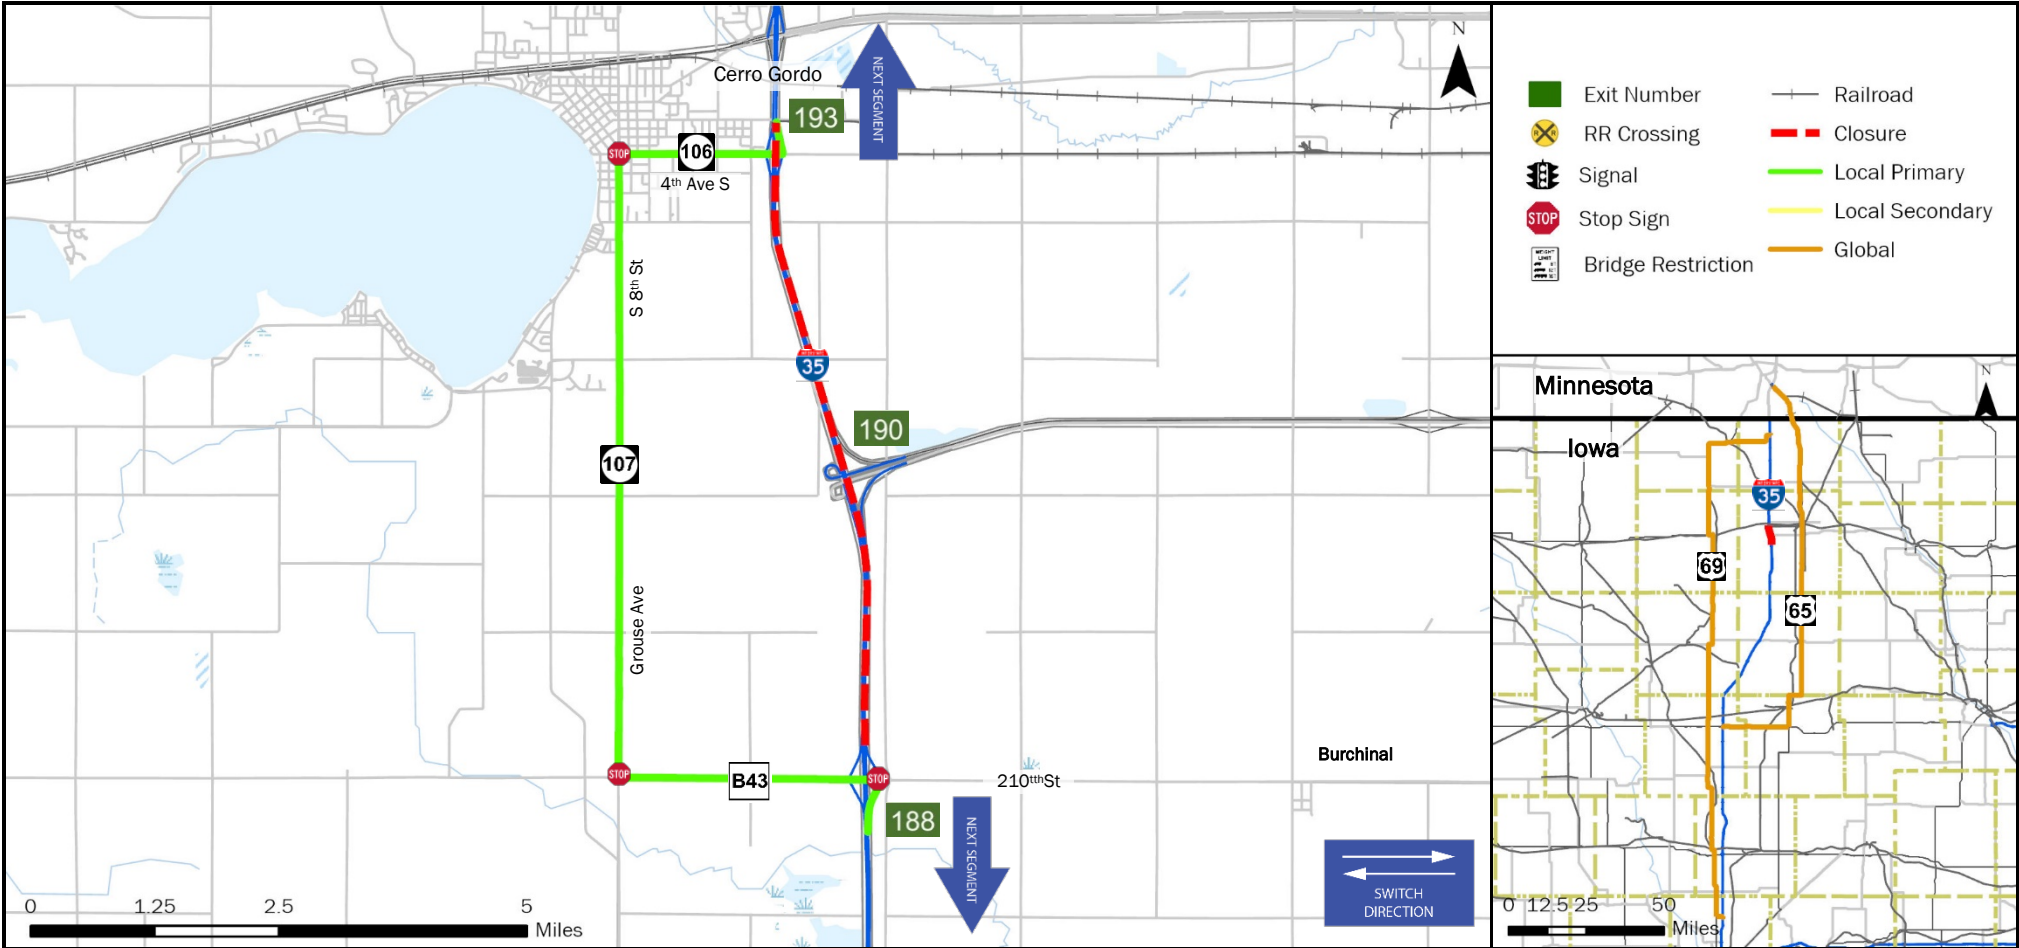 Cerro Gordo
193
NEXT SEGMENT
N
STOP
106
4th Ave S
S 8th St
35
190
107
Grouse Ave
STOP
B43
STOP
210tthSt
Burchinal
188
NEXT SEGMENT
SWITCH
DIRECTION
0 1.25 2.5 5
Miles
Exit Number
RR Crossing
Signal
STOP
Stop Sign
WEIGHT
LIMIT
Bridge Restriction
Railroad
Closure
Local Primary
Local Secondary
Global
Minnesota
N
Iowa
35
69
65
0 12.5 25 50
Miles